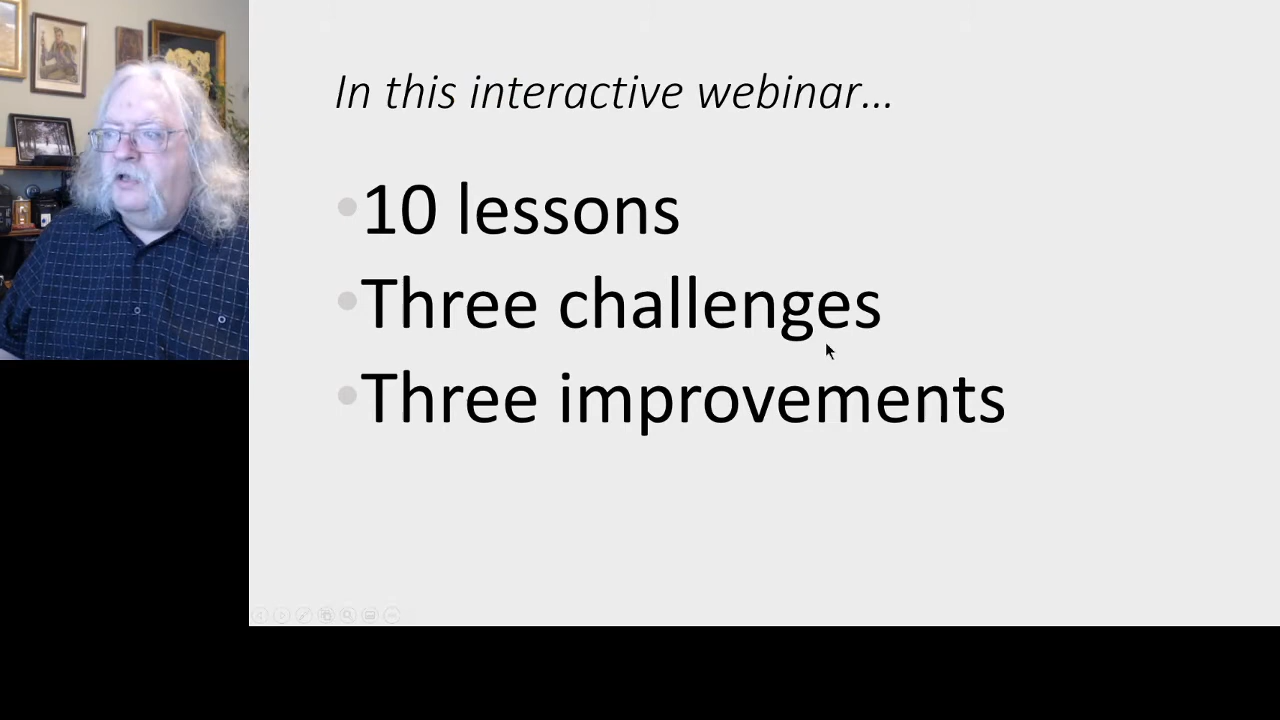 In this interactive webinar...
•10 lessons
•Three challenges
•Three improvements